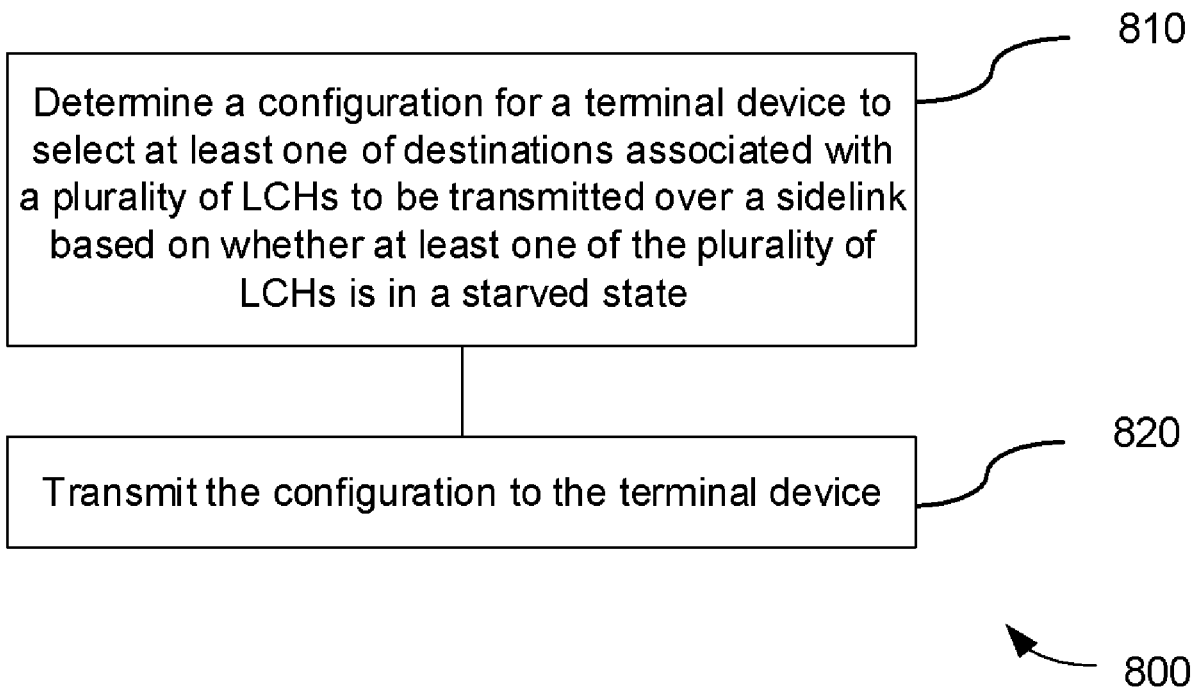 810
Determine a configuration for a terminal device to
select at least one of destinations associated with
a plurality of LCHs to be transmitted over a sidelink
based on whether at least one of the plurality of
LCHs is in a starved state
820
Transmit the configuration to the terminal device
800